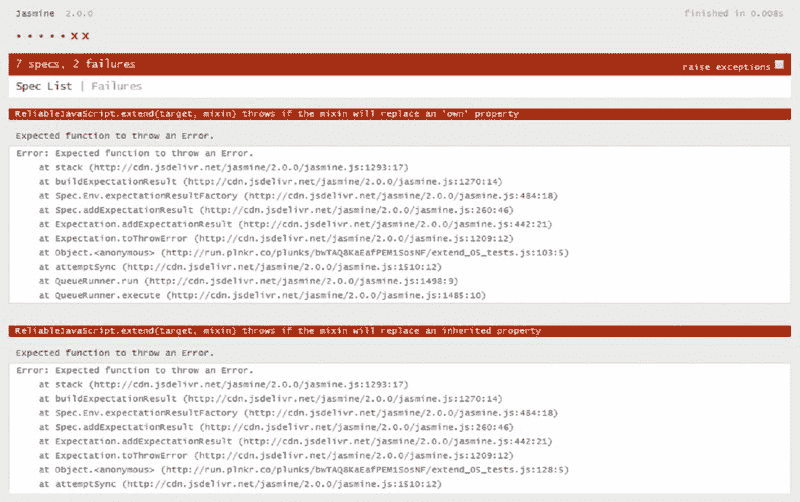 Jasmine 2.0.0 finished in 0.008s
• • • • • x x
7 specs, 2 failures raise exceptions
Spec List | Failures
ReliableJavaScript.extend(target, mixin) throws if the mixin will replace an 'own' property
Expected function to throw an Error.
Error: Expected function to throw an Error.
at stack (http://cdn.jsdelivr.net/jasmine/2.0.0/jasmine.js:1293:17)
at buildExpectationResult (http://cdn.jsdelivr.net/jasmine/2.0.0/jasmine.js:1270:14)
at Spec.Env.expectationResultFactory (http://cdn.jsdelivr.net/jasmine/2.0.0/jasmine.js:484:18)
at Spec.addExpectationResult (http://cdn.jsdelivr.net/jasmine/2.0.0/jasmine.js:260:46)
at Expectation.addExpectationResult (http://cdn.jsdelivr.net/jasmine/2.0.0/jasmine.js:442:21)
at Expectation.toThrowError (http://cdn.jsdelivr.net/jasmine/2.0.0/jasmine.js:1209:12)
at Object.<anonymous> (http://run.plnkr.co/plunks/bwTAQ8KaEafPEM1SosNF/extend_05_tests.js:103:5)
at attemptSync (http://cdn.jsdelivr.net/jasmine/2.0.0/jasmine.js:1510:12)
at QueueRunner.run (http://cdn.jsdelivr.net/jasmine/2.0.0/jasmine.js:1498:9)
at QueueRunner.execute (http://cdn.jsdelivr.net/jasmine/2.0.0/jasmine.js:1485:10)
ReliableJavaScript.extend(target, mixin) throws if the mixin will replace an inherited property
Expected function to throw an Error.
Error: Expected function to throw an Error.
at stack (http://cdn.jsdelivr.net/jasmine/2.0.0/jasmine.js:1293:17)
at buildExpectationResult (http://cdn.jsdelivr.net/jasmine/2.0.0/jasmine.js:1270:14)
at Spec.Env.expectationResultFactory (http://cdn.jsdelivr.net/jasmine/2.0.0/jasmine.js:484:18)
at Spec.addExpectationResult (http://cdn.jsdelivr.net/jasmine/2.0.0/jasmine.js:260:46)
at Expectation.addExpectationResult (http://cdn.jsdelivr.net/jasmine/2.0.0/jasmine.js:442:21)
at Expectation.toThrowError (http://cdn.jsdelivr.net/jasmine/2.0.0/jasmine.js:1209:12)
at Object.<anonymous> (http://run.plnkr.co/plunks/bwTAQ8KaEafPEM1SosNF/extend_05_tests.js:128:5)
at attemptSync (http://cdn.jsdelivr.net/jasmine/2.0.0/jasmine.js:1510:12)